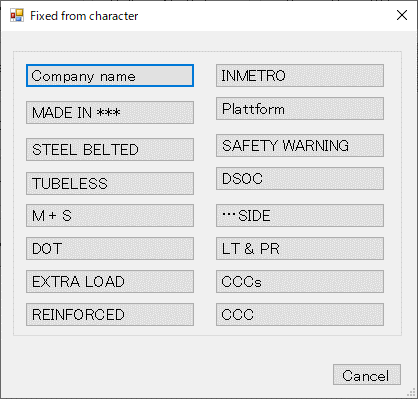 Fixed from character
Company name
MADE IN ***
STEEL BELTED
TUBELESS
M + S
DOT
EXTRA LOAD
REINFORCED
INMETRO
Plattform
SAFETY WARNING
DSOC
…SIDE
LT & PR
CCCs
CCC
Cancel